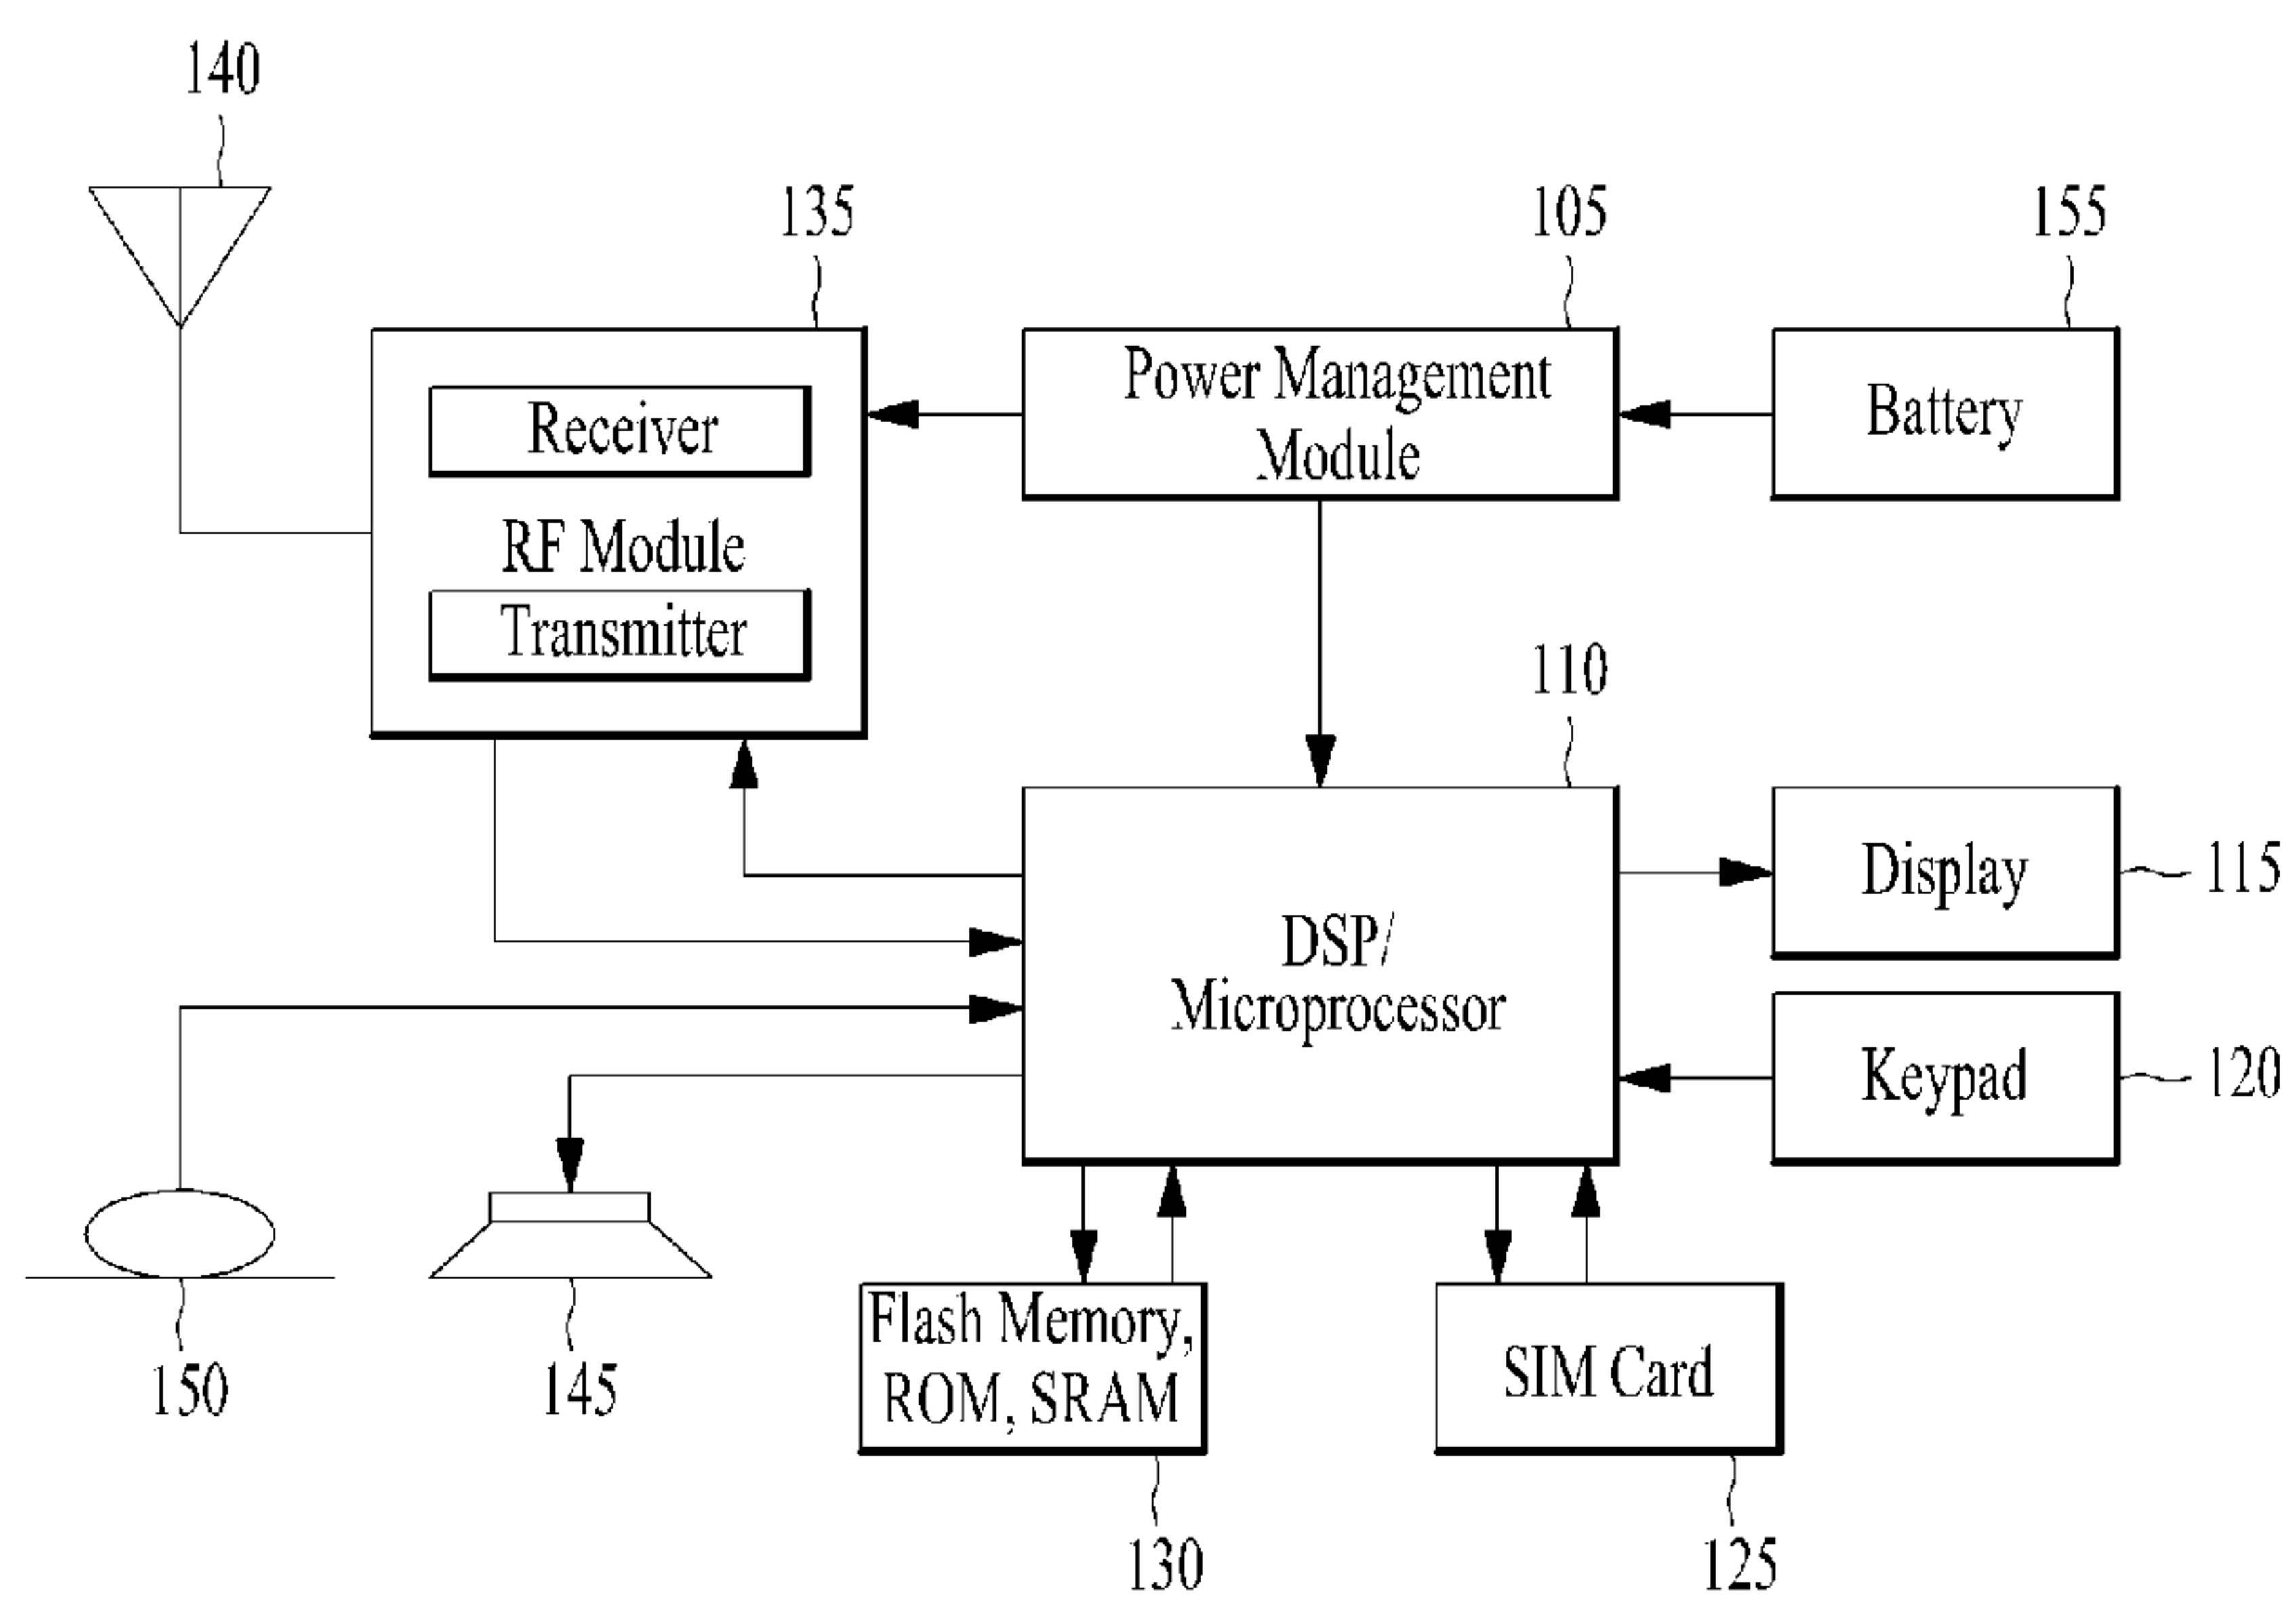 140
135
105
155
Receiver
RF Module
Transmitter
Power Management
Module
Battery
110
DSP/
Microprocessor
Display
115
Keypad
120
150
145
Flash Memory,
ROM, SRAM
SIM Card
130
125